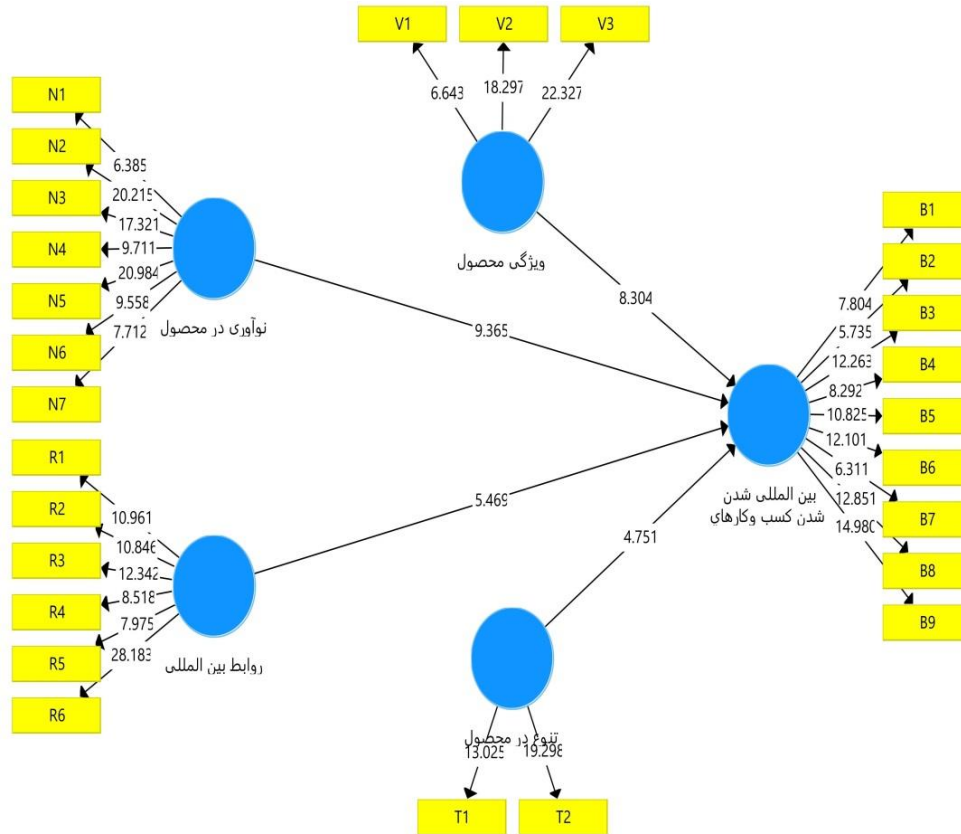 V1
V2
V3
6.643
18.297
22.327
ویژگی محصول
N1
N2
N3
N4
N5
N6
N7
6.385
20.215
17.321
9.711
20.984
9.558
7.712
نوآوری در محصول
8.304
9.365
R1
R2
R3
R4
R5
R6
10.961
10.846
12.342
8.518
7.975
28.183
روابط بین المللی
5.469
4.751
تنوع در محصول
13.025
19.298
T1
T2
بین المللی شدن
شدن کسب وکارهای
7.804
5.735
12.263
8.292
10.825
12.101
6.311
12.851
14.980
B1
B2
B3
B4
B5
B6
B7
B8
B9